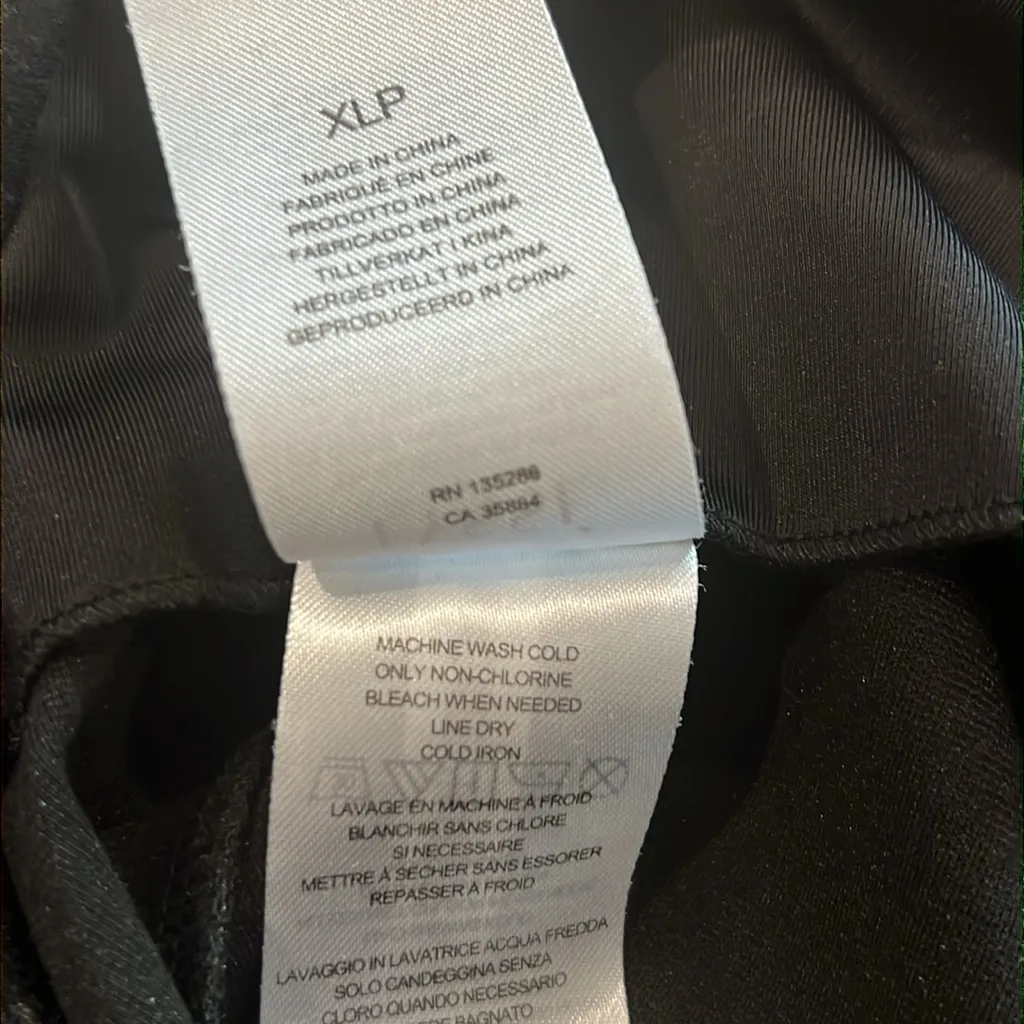 XLP
MADE IN CHINA
FABRIQUÉ EN CHINE
PRODOTTO IN CHINA
FABRICADO EN CHINA
TILLVERKAT I KINA
HERGESTELLT IN CHINA
GEPRODUCEERD IN CHINA
RN 135286
CA 35884
MACHINE WASH COLD
ONLY NON-CHLORINE
BLEACH WHEN NEEDED
LINE DRY
COLD IRON
LAVAGE EN MACHINE À FROID
BLANCHIR SANS CHLORE
SI NECESSAIRE
METTRE À SÉCHER SANS ESSORER
REPASSER À FROID
LAVAGGIO IN LAVATRICE ACQUA FREDDA
SOLO CANDEGGINA SENZA
CLORO QUANDO NECESSARIO
BAGNATO